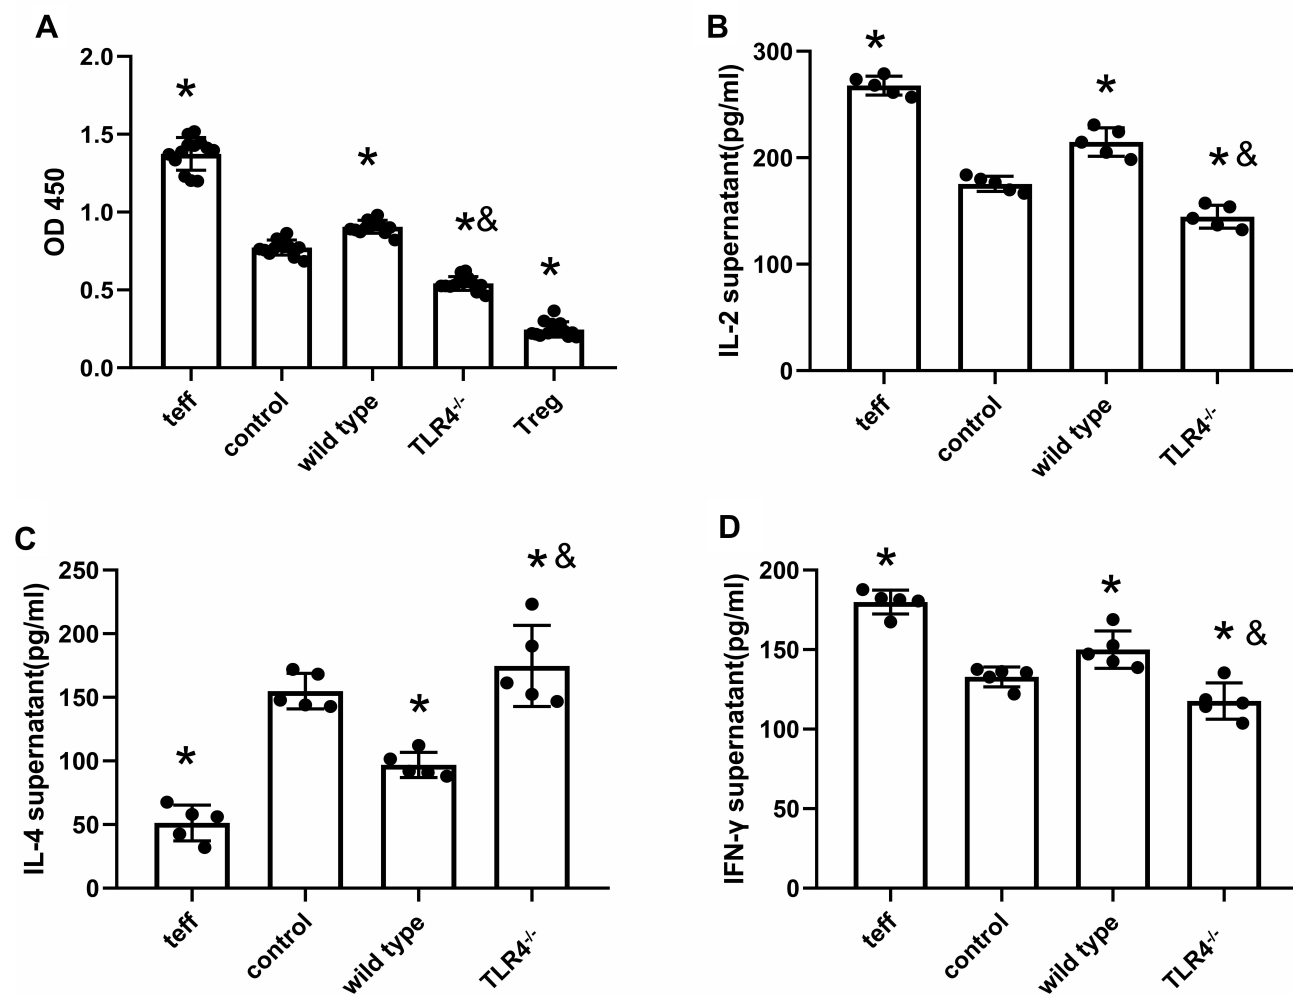 A
2.0
1.5
1.0
0.5
0.0
OD 450
*
*
*&
*
teff
control
wild type
TLR4-/-
Treg
B
300
200
100
0
IL-2 supernatant(pg/ml)
*
*
* &
teff
control
wild type
TLR4-/-
C
250
200
150
100
50
0
IL-4 supernatant(pg/ml)
*
*
* &
teff
control
wild type
TLR4-/-
D
200
150
100
50
0
IFN-γ supernatant(pg/ml)
*
*
* &
teff
control
wild type
TLR4-/-